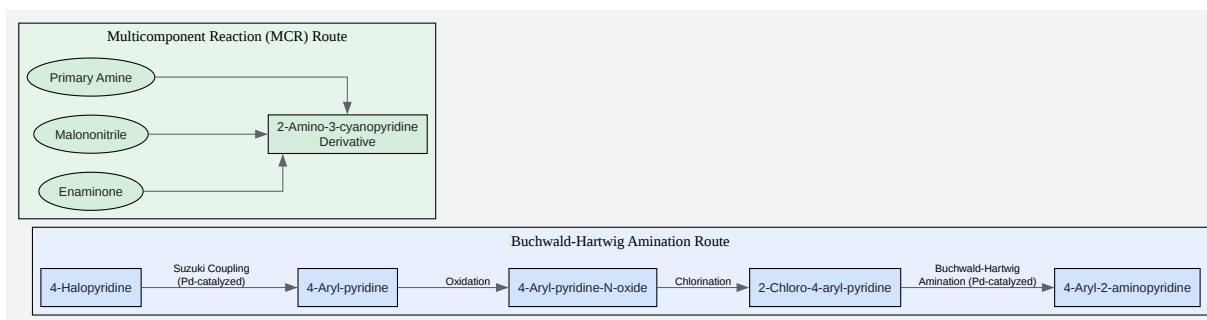 Multicomponent Reaction (MCR) Route
Primary Amine
Malononitrile
Enaminone
2-Amino-3-cyanopyridine
Derivative
Buchwald-Hartwig Amination Route
4-Halopyridine
Suzuki Coupling
(Pd-catalyzed)
4-Aryl-pyridine
Oxidation
4-Aryl-pyridine-N-oxide
Chlorination
2-Chloro-4-aryl-pyridine
Buchwald-Hartwig
Amination (Pd-catalyzed)
4-Aryl-2-aminopyridine